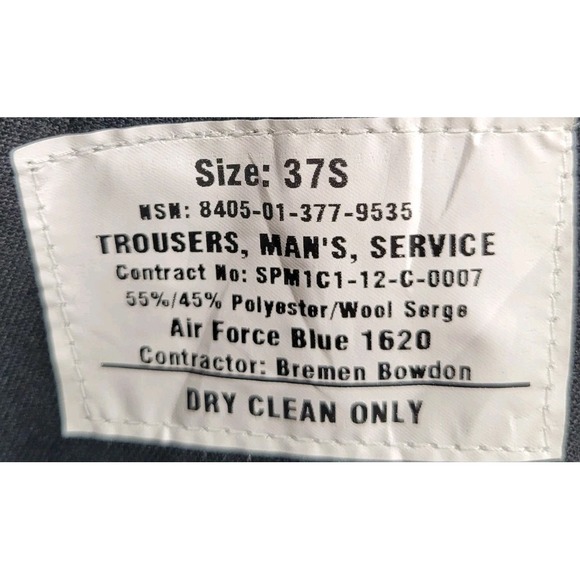 Size: 37S
NSN: 8405-01-377-9535
TROUSERS, MAN'S, SERVICE
Contract No: SPM1C1-12-C-0007
55%/45% Polyester/Wool Serge
Air Force Blue 1620
Contractor: Bremen Bowdon
DRY CLEAN ONLY